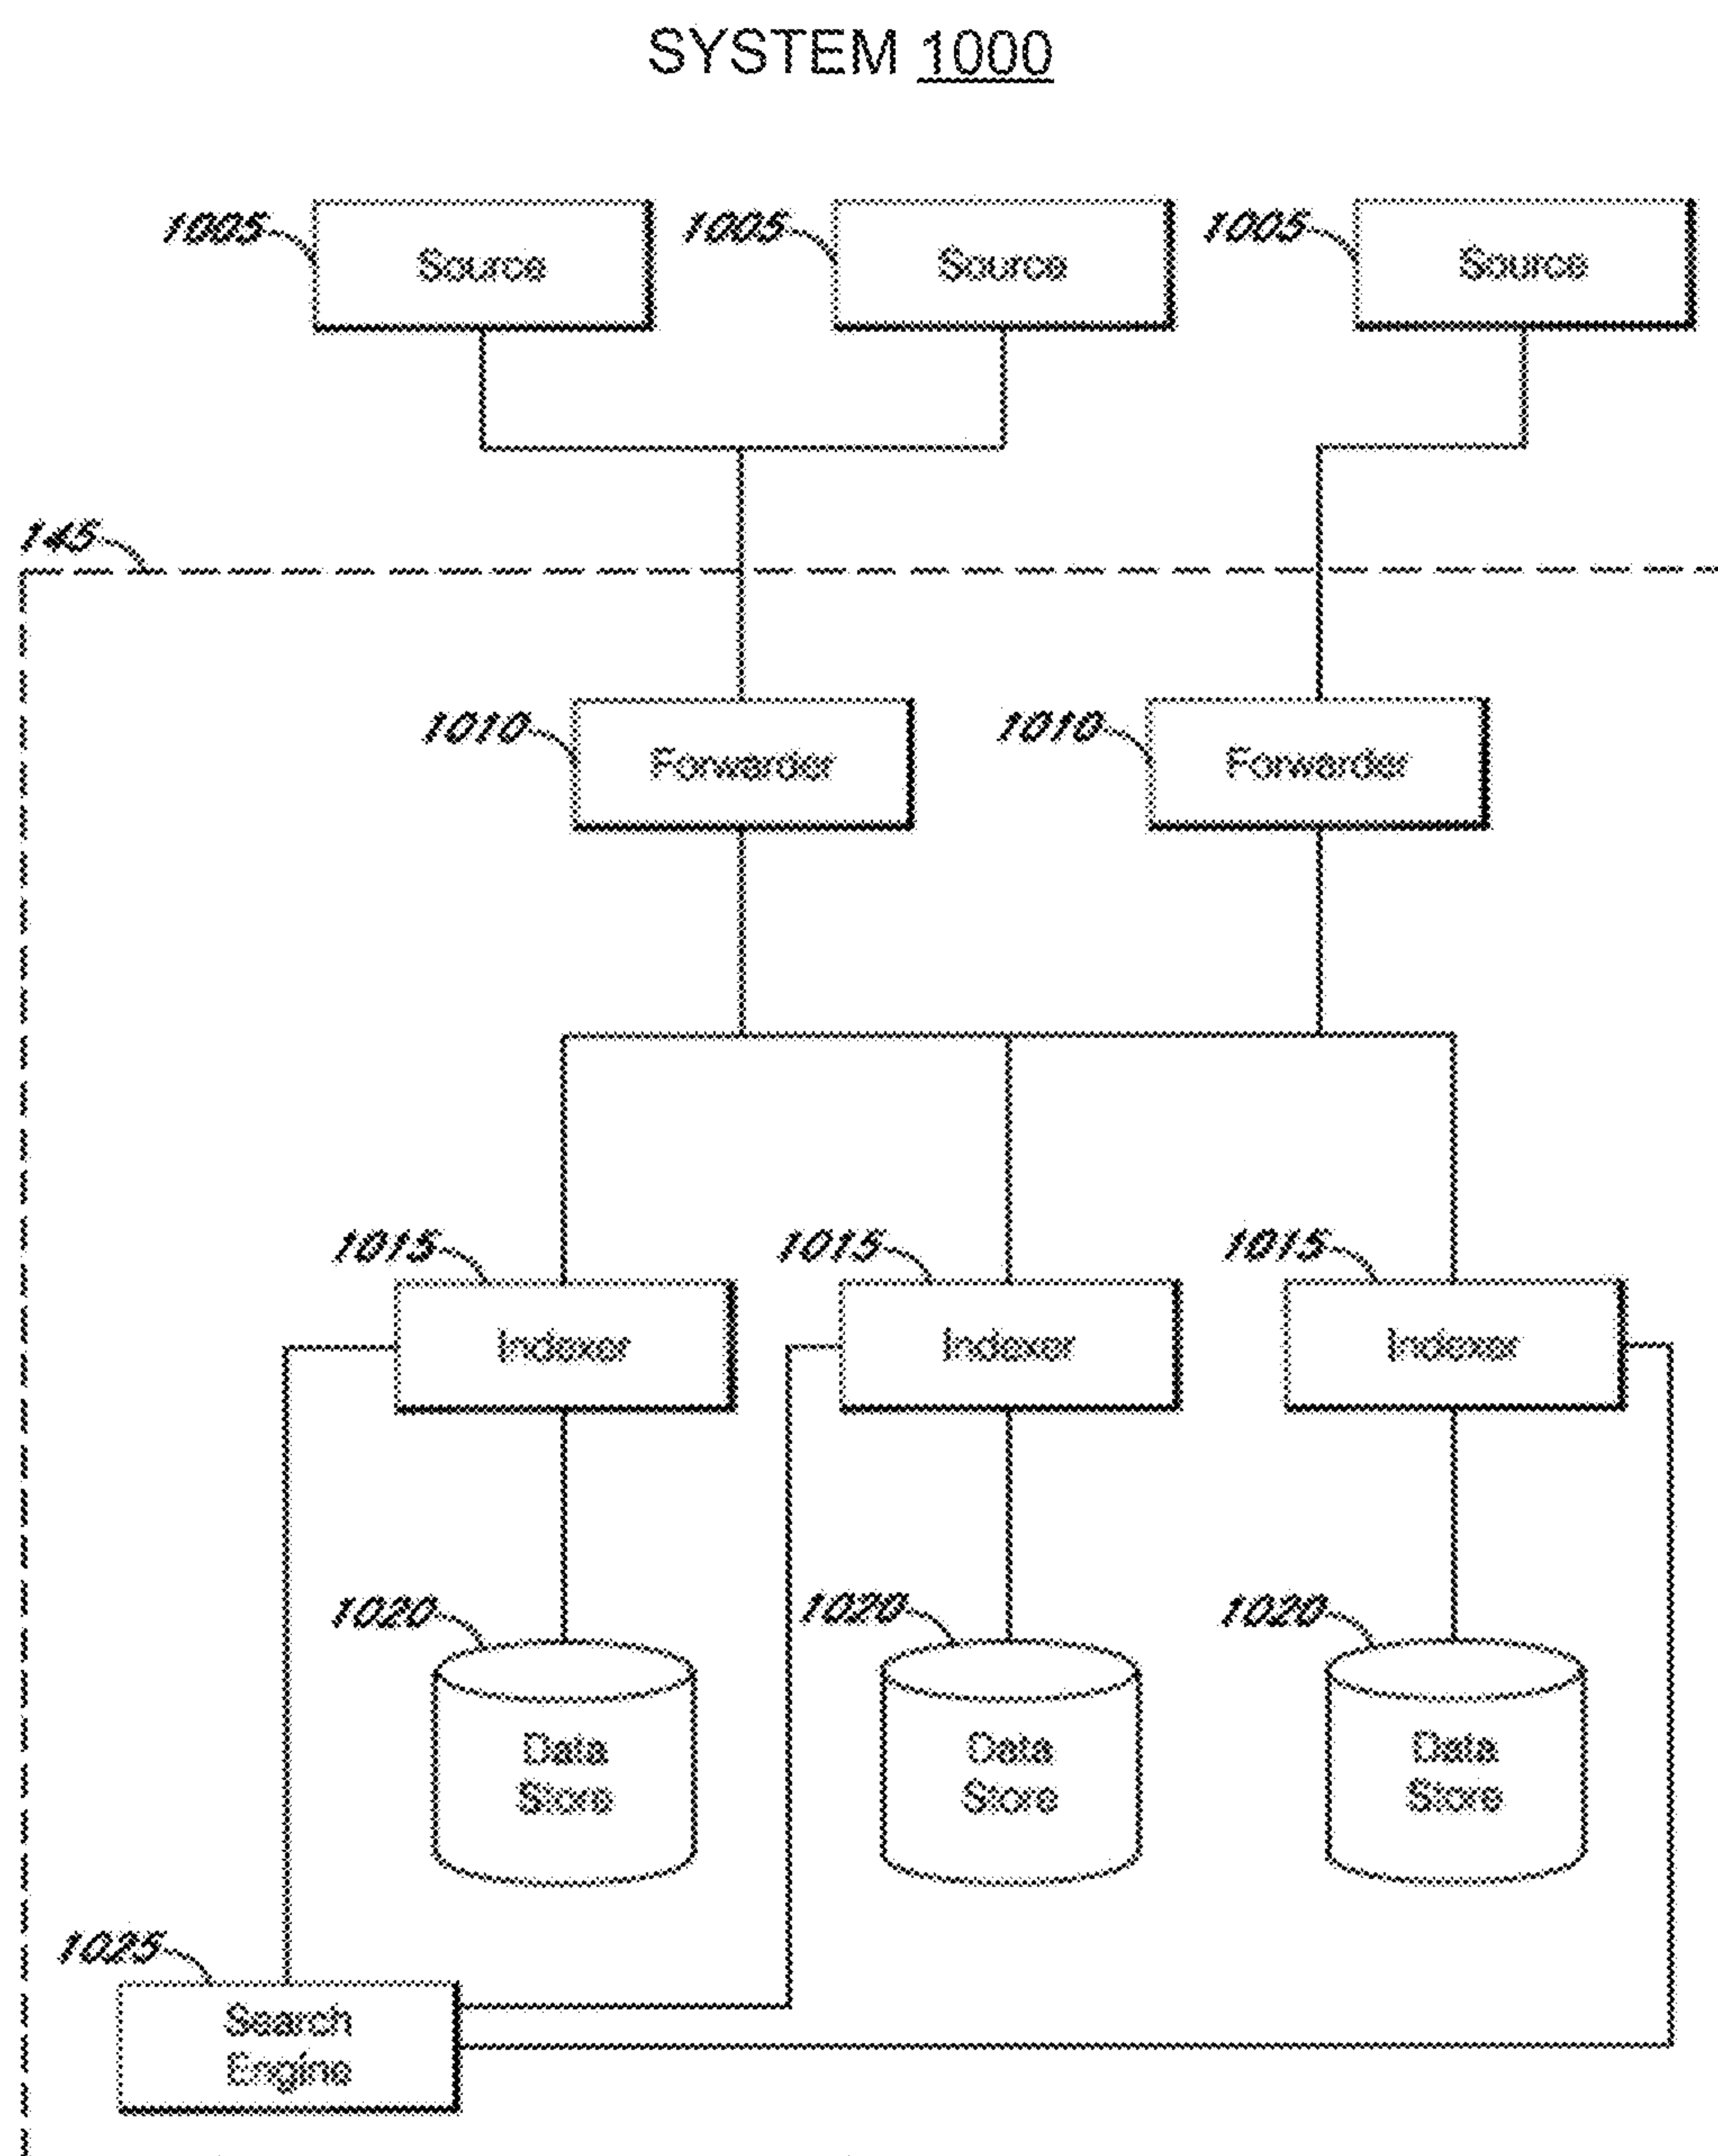 SYSTEM 1000
1005
Source
1005
Source
1005
Source
145
1010
Forwarder
1010
Forwarder
1015
Indexer
1015
Indexer
1015
Indexer
1020
Data
Store
1020
Data
Store
1020
Data
Store
1025
Search
Engine